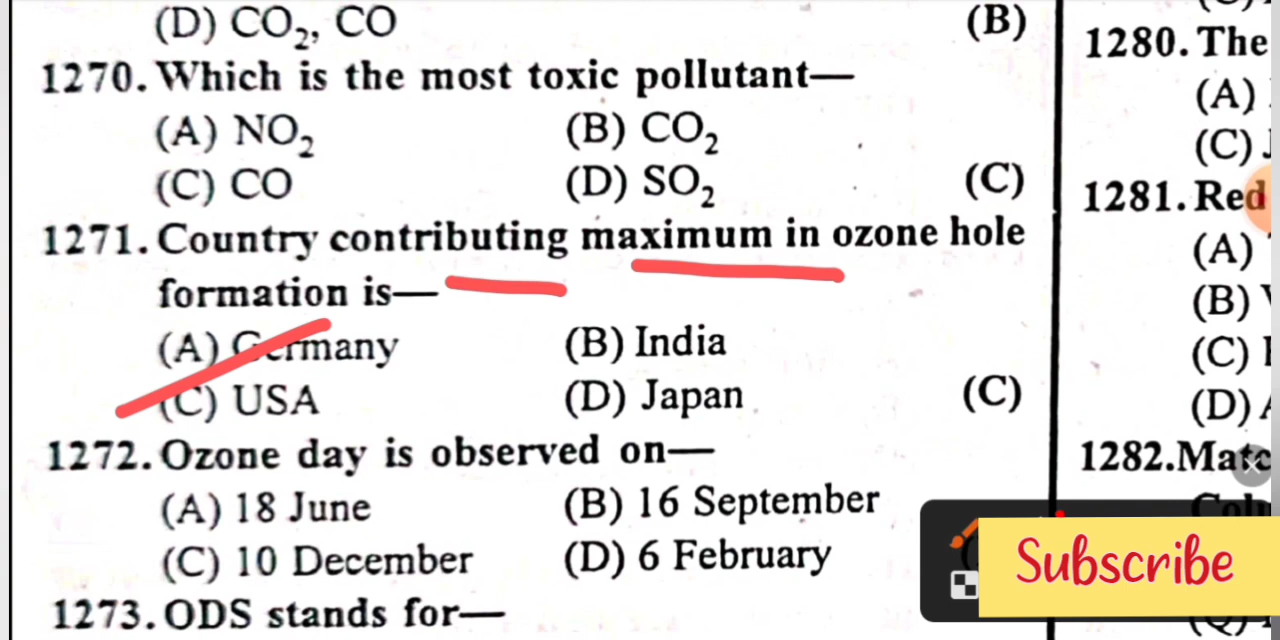 (D) CO₂, CO (B)
1270. Which is the most toxic pollutant—
(A) NO₂ (B) CO₂
(C) CO (D) SO₂ (C)
1271. Country contributing maximum in ozone hole
formation is—
(A) Germany (B) India
(C) USA (D) Japan (C)
1272. Ozone day is observed on—
(A) 18 June (B) 16 September
(C) 10 December (D) 6 February
1273. ODS stands for—
1280. The
(A)
(C)
1281. Red
(A)
(B)
(C)
(D)
1282.
Subscribe